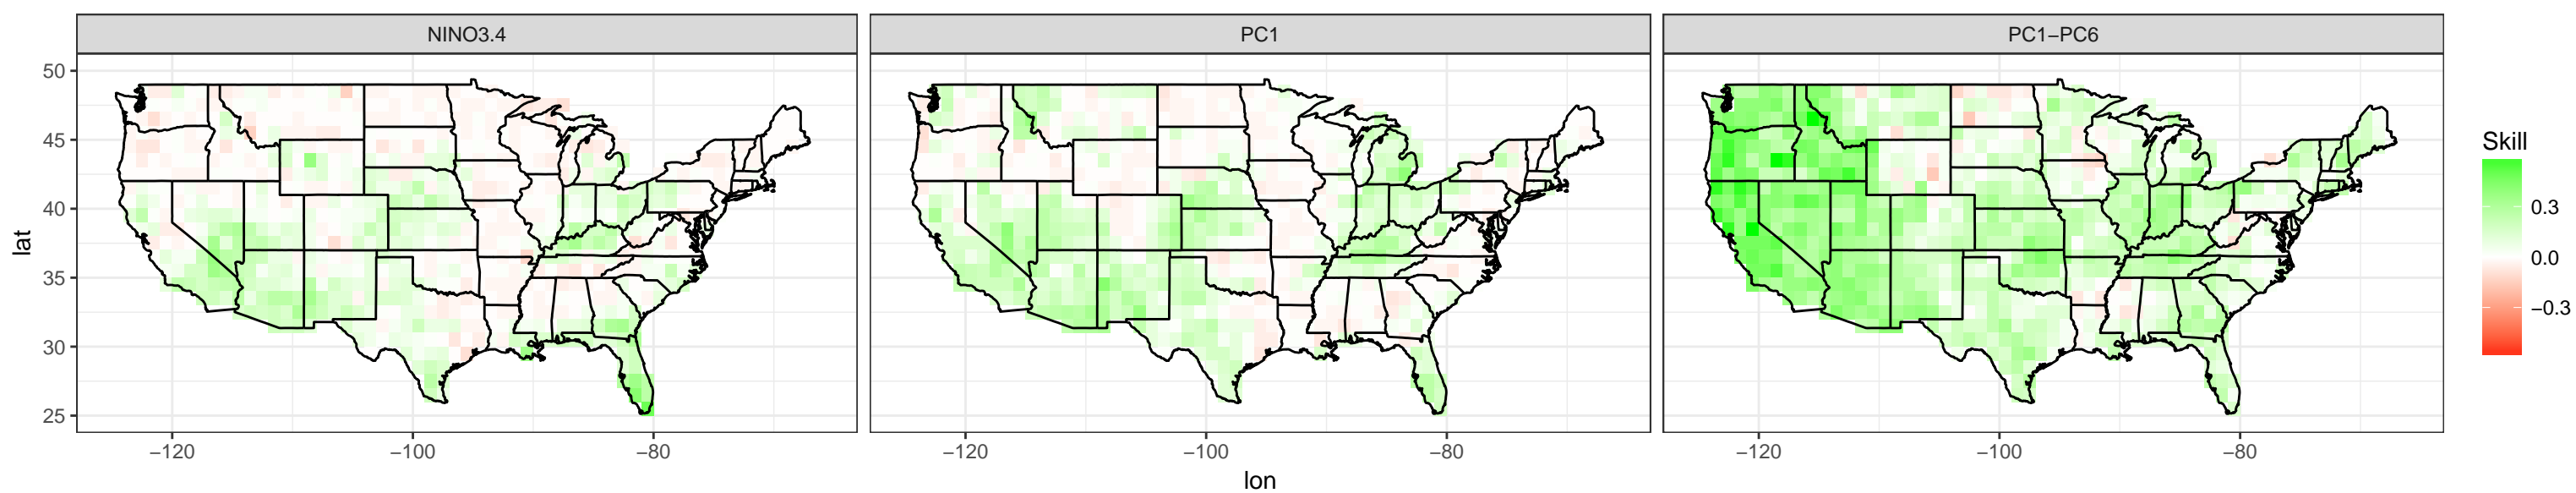 NINO3.4 PC1 PC1−PC6
50
45
40
35
30
25
lat
−120 −100 −80 −120 −100 −80 −120 −100 −80
lon
Skill
0.3
0.0
−0.3